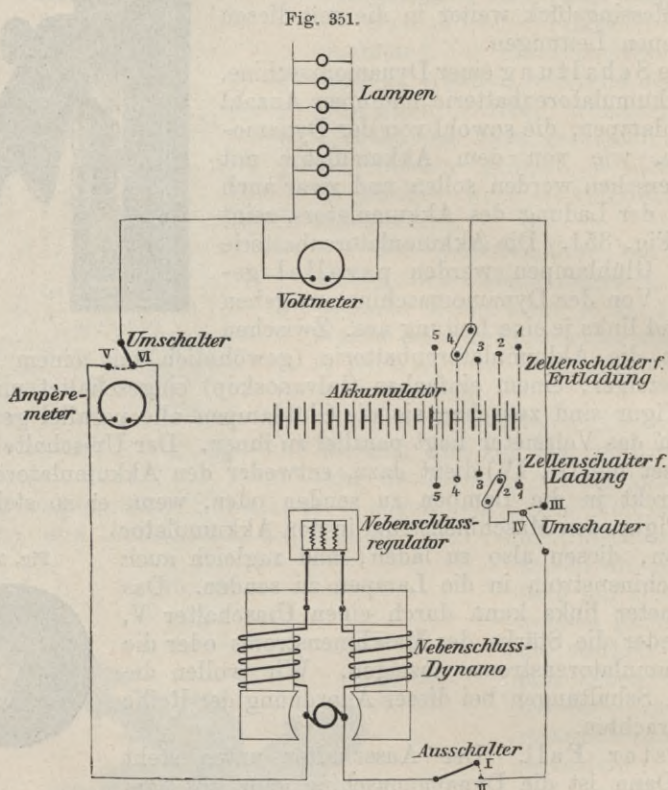 Fig. 351.
Lampen
Voltmeter
Umschalter
V
VI
Ampère-
meter
Akkumulator
5
4
3
2
1
Zellenschalter f.
Entladung
5
4
3
2
1
Zellenschalter f.
Ladung
III
IV
Umschalter
Nebenschluss-
regulator
Nebenschluss-
Dynamo
Ausschalter
I
II